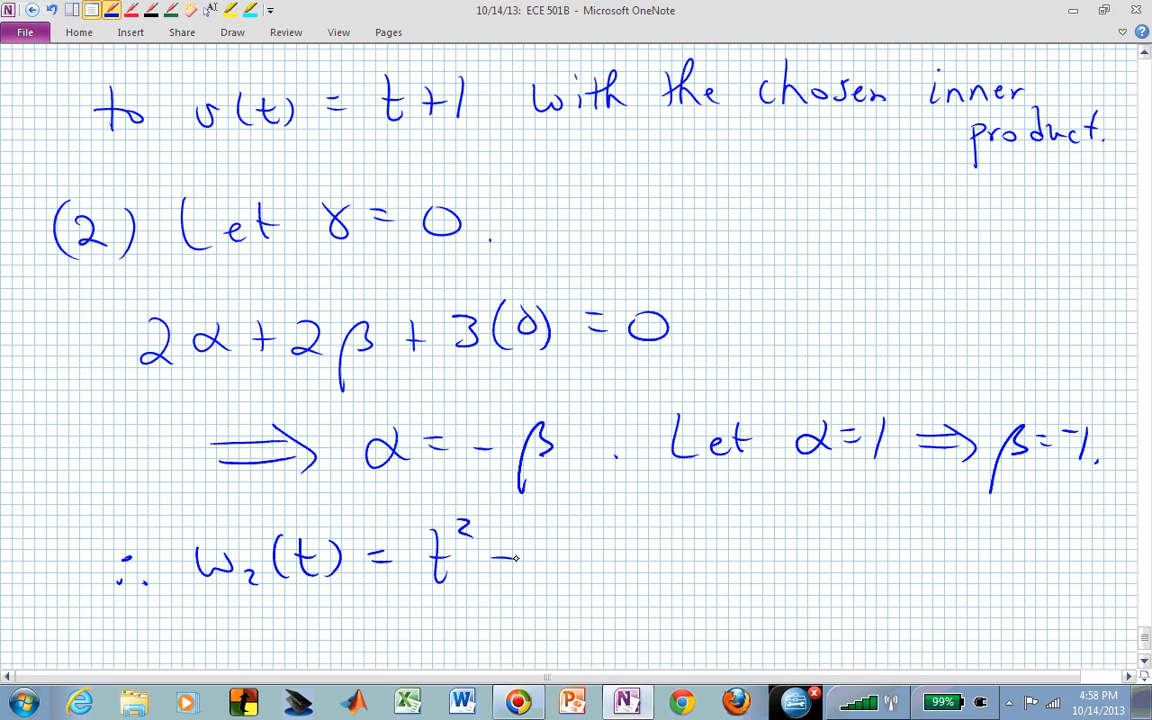 10/14/13: ECE 501B - Microsoft OneNote
File Home Insert Share Draw Review View Pages
to v(t) = t+1 with the chosen inner
product.
(2) Let γ = 0.
2α + 2β + 3(0) = 0
⟹ α = - β . Let α=1 ⟹ β=-1.
∴ w₂(t) = t² -
99%
4:58 PM
10/14/2013